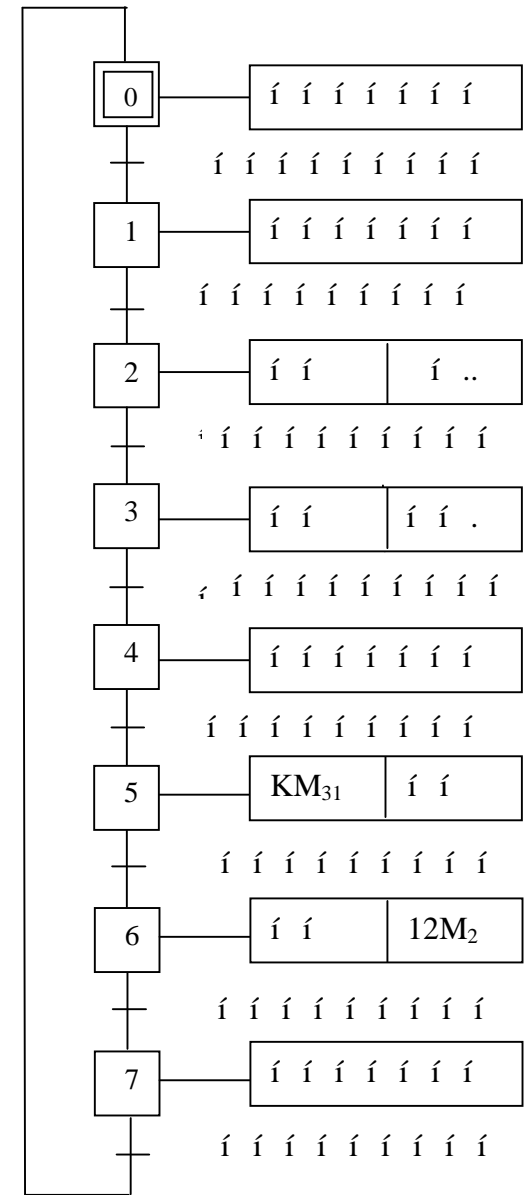 0 í í í í í í í
í í í í í í í í í
1 í í í í í í í
í í í í í í í í í
2 í í í ..
í í í í í í í í í
3 í í í í .
í í í í í í í í í
4 í í í í í í í
í í í í í í í í í
5 KM₃₁ í í
í í í í í í í í í
6 í í 12M₂
í í í í í í í í í
7 í í í í í í í
í í í í í í í í í